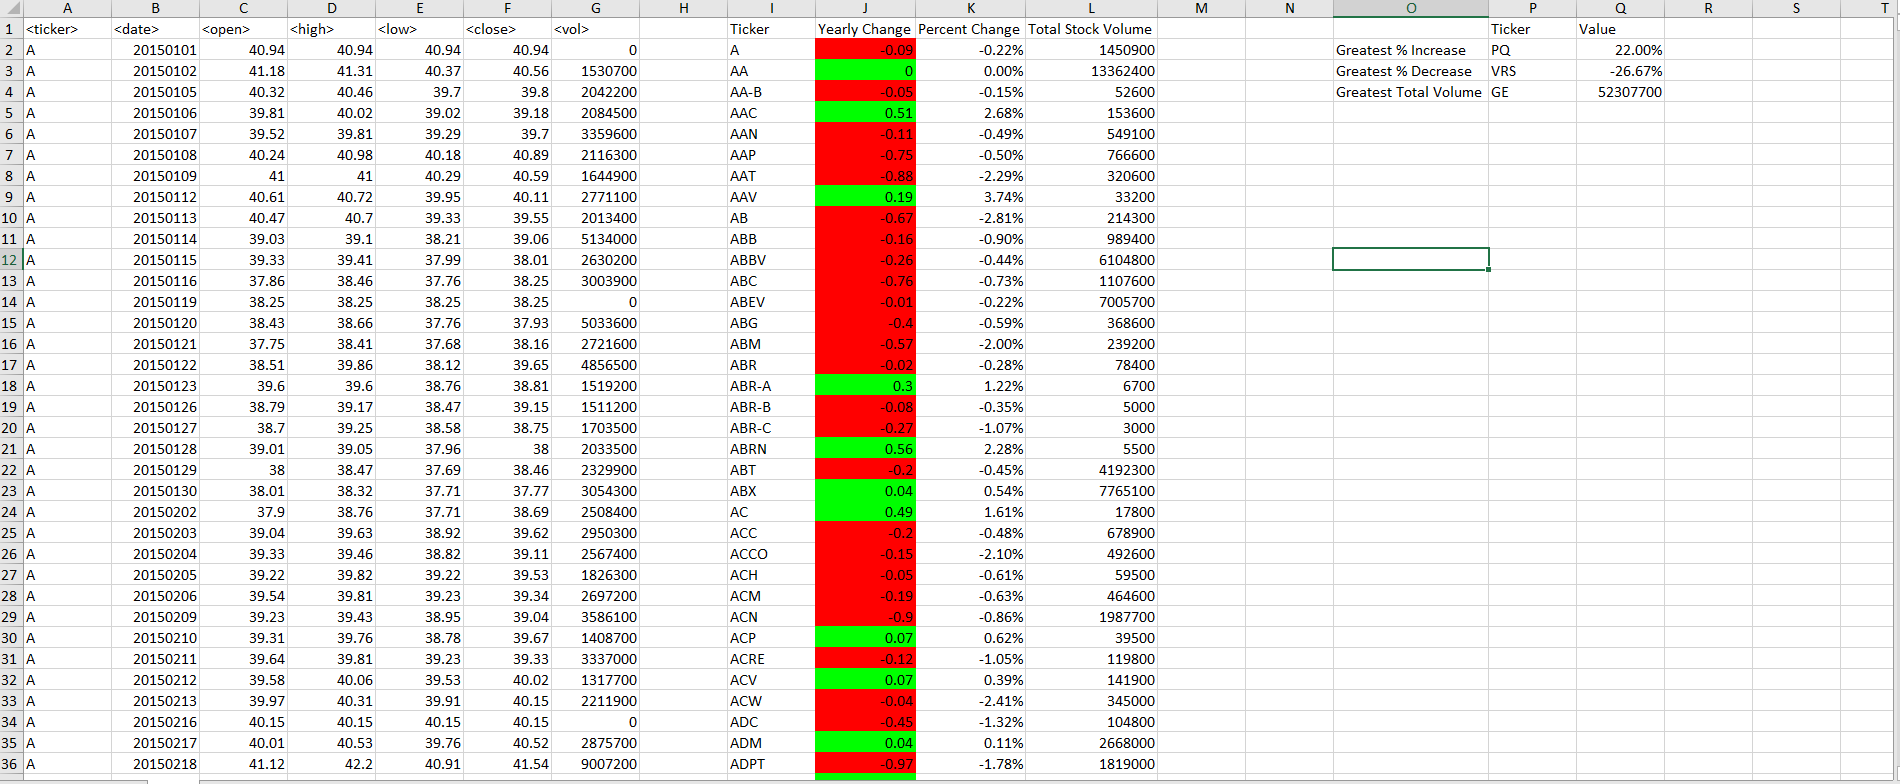 A B C D E F G H I J K L M N O P Q R S T
1 <ticker> <date> <open> <high> <low> <close> <vol> Ticker Yearly Change Percent Change Total Stock Volume Ticker Value
2 A 20150101 40.94 40.94 40.94 40.94 0 A -0.09 -0.22% 1450900 Greatest % Increase PQ 22.00%
3 A 20150102 41.18 41.31 40.37 40.56 1530700 AA 0 0.00% 13362400 Greatest % Decrease VRS -26.67%
4 A 20150105 40.32 40.46 39.7 39.8 2042200 AA-B -0.05 -0.15% 52600 Greatest Total Volume GE 52307700
5 A 20150106 39.81 40.02 39.02 39.18 2084500 AAC 0.51 2.68% 153600
6 A 20150107 39.52 39.81 39.29 39.7 3359600 AAN -0.11 -0.49% 549100
7 A 20150108 40.24 40.98 40.18 40.89 2116300 AAP -0.75 -0.50% 766600
8 A 20150109 41 41 40.29 40.59 1644900 AAT -0.88 -2.29% 320600
9 A 20150112 40.61 40.72 39.95 40.11 2771100 AAV 0.19 3.74% 33200
10 A 20150113 40.47 40.7 39.33 39.55 2013400 AB -0.67 -2.81% 214300
11 A 20150114 39.03 39.1 38.21 39.06 5134000 ABB -0.16 -0.90% 989400
12 A 20150115 39.33 39.41 37.99 38.01 2630200 ABBV -0.26 -0.44% 6104800
13 A 20150116 37.86 38.46 37.76 38.25 3003900 ABC -0.76 -0.73% 1107600
14 A 20150119 38.25 38.25 38.25 38.25 0 ABEV -0.01 -0.22% 7005700
15 A 20150120 38.43 38.66 37.76 37.93 5033600 ABG -0.4 -0.59% 368600
16 A 20150121 37.75 38.41 37.68 38.16 2721600 ABM -0.57 -2.00% 239200
17 A 20150122 38.51 39.86 38.12 39.65 4856500 ABR -0.02 -0.28% 78400
18 A 20150123 39.6 39.6 38.76 38.81 1519200 ABR-A 0.3 1.22% 6700
19 A 20150126 38.79 39.17 38.47 39.15 1511200 ABR-B -0.08 -0.35% 5000
20 A 20150127 38.7 39.25 38.58 38.75 1703500 ABR-C -0.27 -1.07% 3000
21 A 20150128 39.01 39.05 37.96 38 2033500 ABRN 0.56 2.28% 5500
22 A 20150129 38 38.47 37.69 38.46 2329900 ABT -0.2 -0.45% 4192300
23 A 20150130 38.01 38.32 37.71 37.77 3054300 ABX 0.04 0.54% 7765100
24 A 20150202 37.9 38.76 37.71 38.69 2508400 AC 0.49 1.61% 17800
25 A 20150203 39.04 39.63 38.92 39.62 2950300 ACC -0.2 -0.48% 678900
26 A 20150204 39.33 39.46 38.82 39.11 2567400 ACCO -0.15 -2.10% 492600
27 A 20150205 39.22 39.82 39.22 39.53 1826300 ACH -0.05 -0.61% 59500
28 A 20150206 39.54 39.81 39.23 39.34 2697200 ACM -0.19 -0.63% 464600
29 A 20150209 39.23 39.43 38.95 39.04 3586100 ACN -0.9 -0.86% 1987700
30 A 20150210 39.31 39.76 38.78 39.67 1408700 ACP 0.07 0.62% 39500
31 A 20150211 39.64 39.81 39.23 39.33 3337000 ACRE -0.12 -1.05% 119800
32 A 20150212 39.58 40.06 39.53 40.02 1317700 ACV 0.07 0.39% 141900
33 A 20150213 39.97 40.31 39.91 40.15 2211900 ACW -0.04 -2.41% 345000
34 A 20150216 40.15 40.15 40.15 40.15 0 ADC -0.45 -1.32% 104800
35 A 20150217 40.01 40.53 39.76 40.52 2875700 ADM 0.04 0.11% 2668000
36 A 20150218 41.12 42.2 40.91 41.54 9007200 ADPT -0.97 -1.78% 1819000